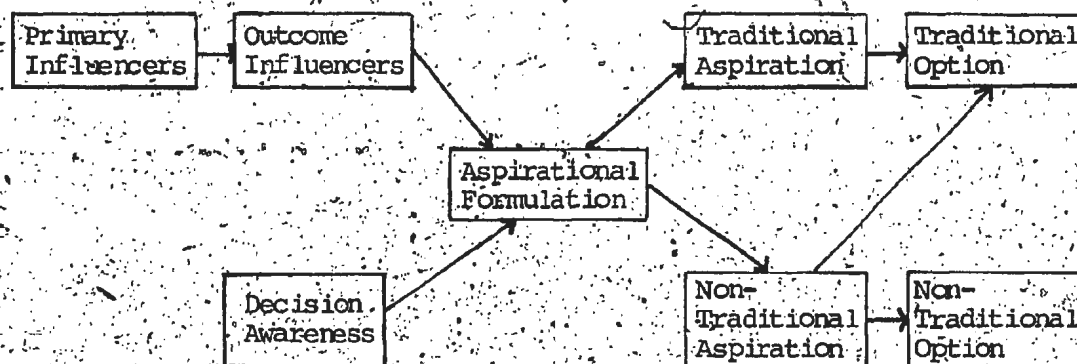 Primary
Influencers
Outcome
Influencers
Traditional
Aspiration
Traditional
Option
Aspirational
Formulation
Decision
Awareness
Non-
Traditional
Aspiration
Non-
Traditional
Option